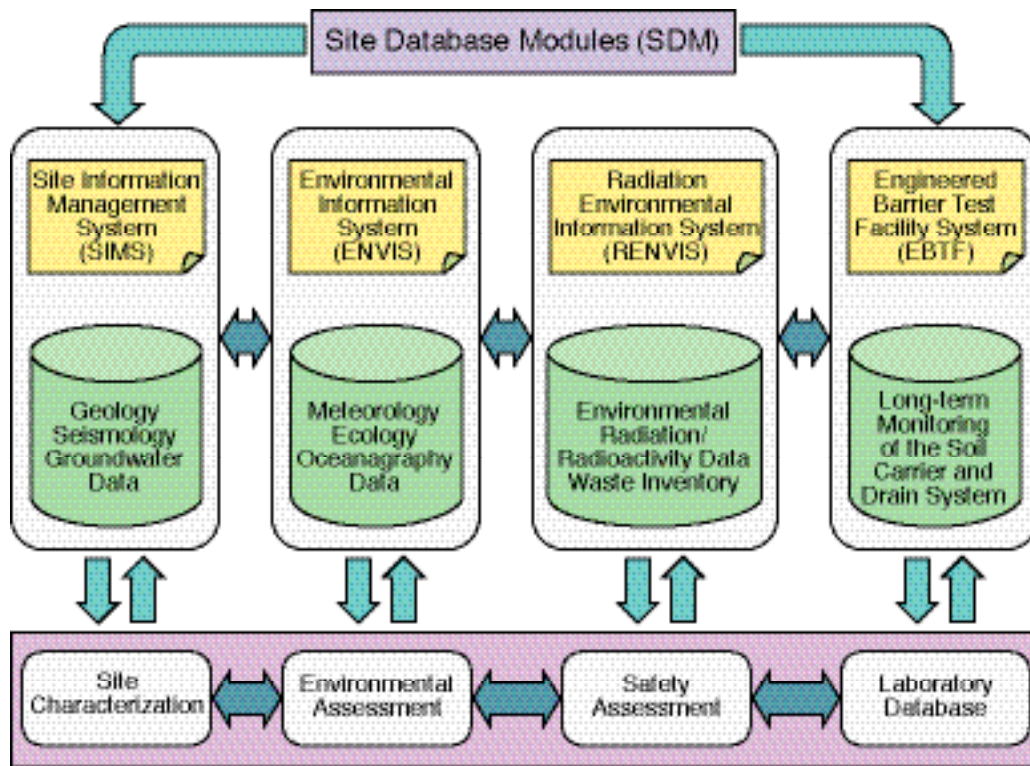 Site Database Modules (SDM)
Site Information
Management
System
(SIMS)
Environmental
Information
System
(ENVIS)
Radiation
Environmental
Information System
(RENVIS)
Engineered
Barrier Test
Facility System
(EBTF)
Geology
Seismology
Groundwater
Data
Meteorology
Ecology
Oceanagraphy
Data
Environmental
Radiation/
Radioactivity Data
Waste Inventory
Long-term
Monitoring
of the Soil
Carrier and
Drain System
Site
Characterization
Environmental
Assessment
Safety
Assessment
Laboratory
Database